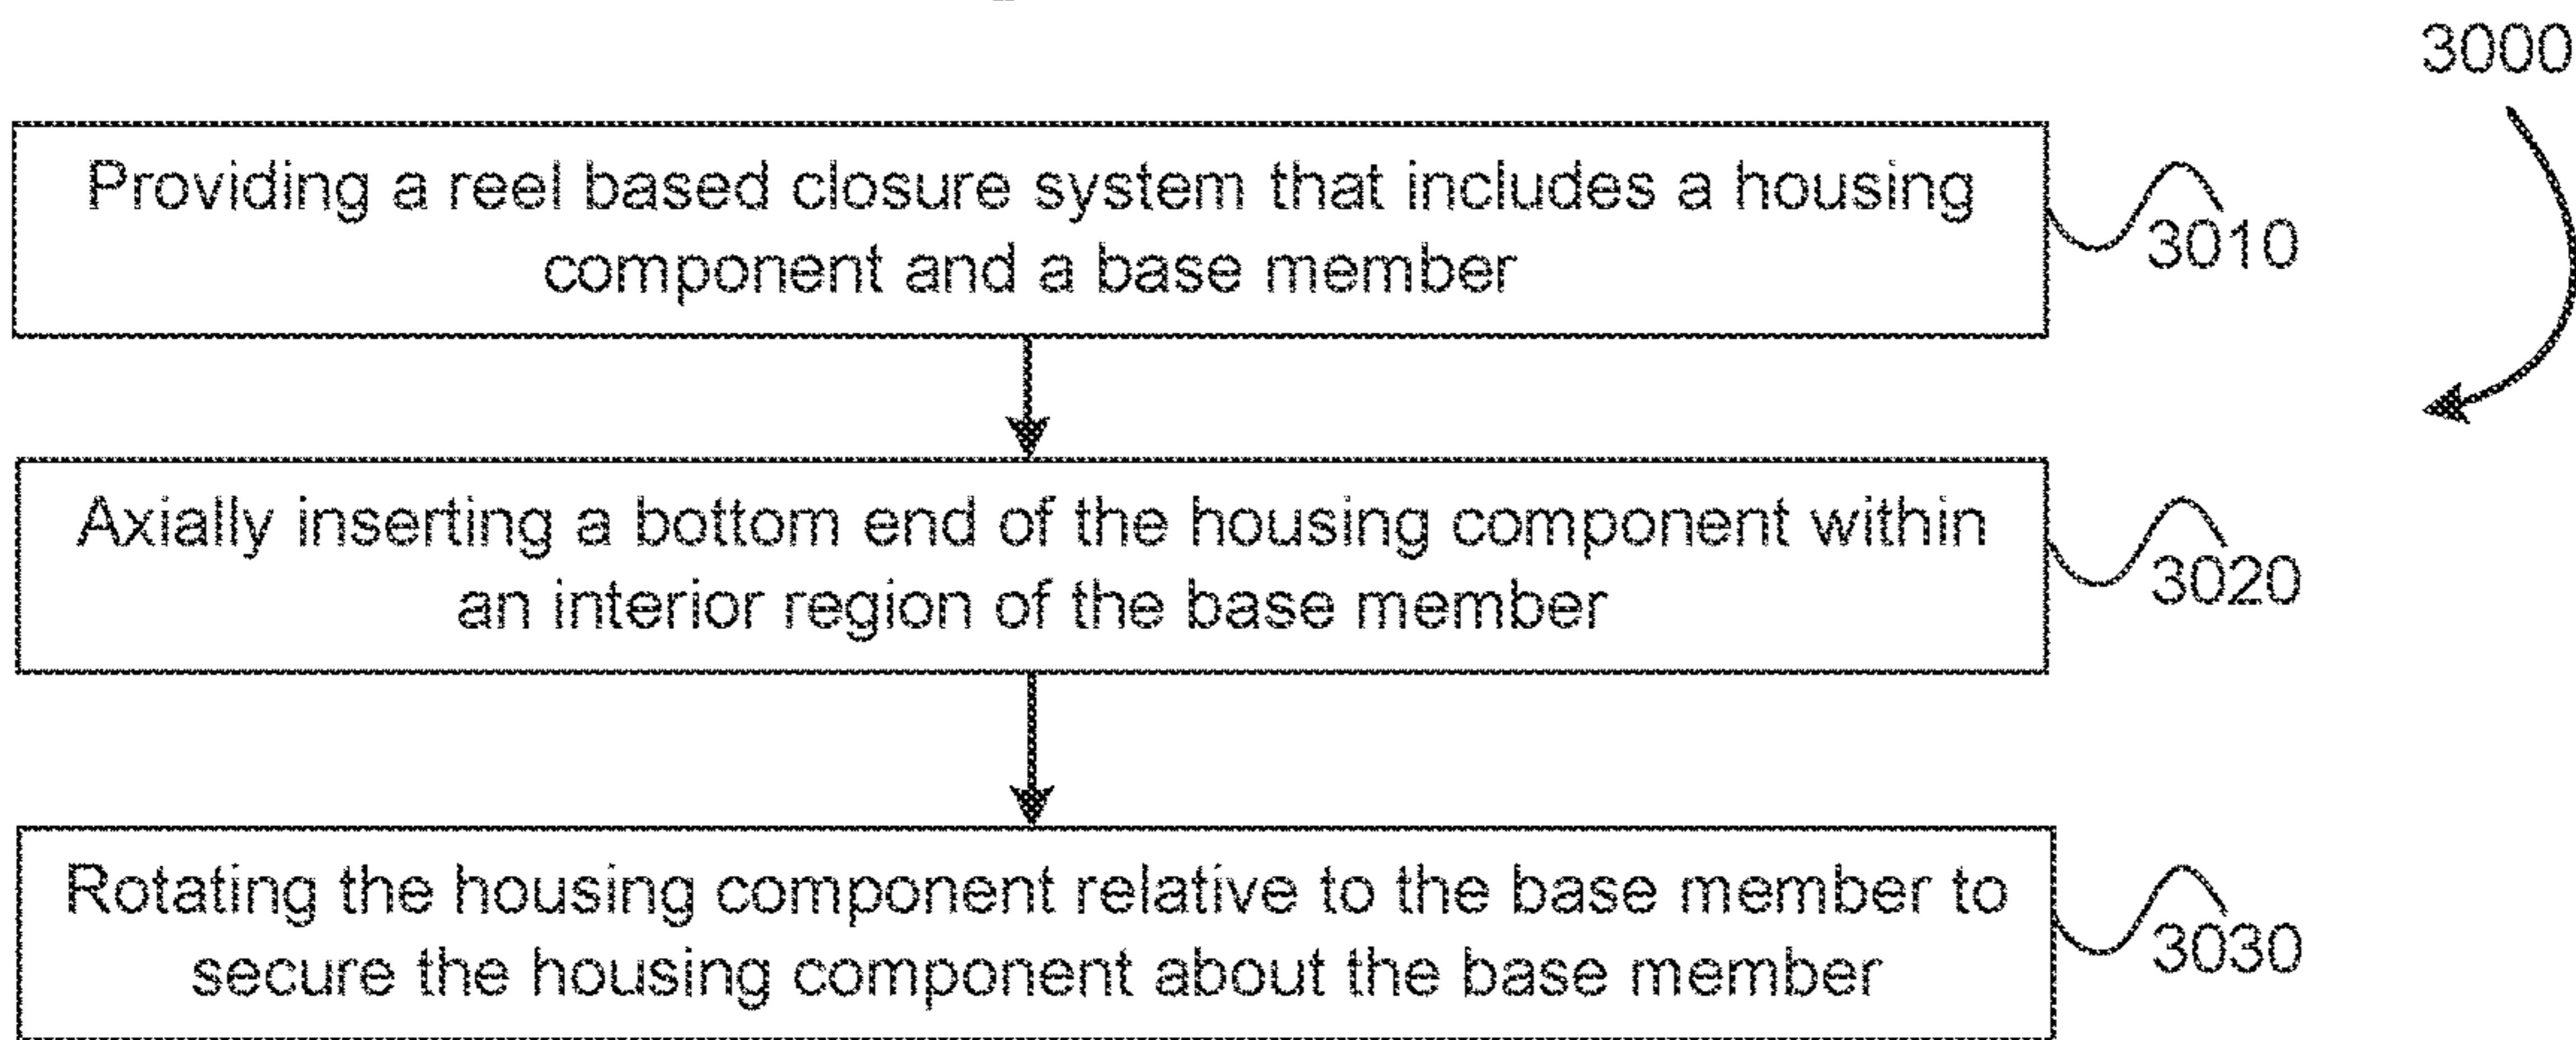 3000
Providing a reel based closure system that includes a housing
component and a base member
3010
Axially inserting a bottom end of the housing component within
an interior region of the base member
3020
Rotating the housing component relative to the base member to
secure the housing component about the base member
3030